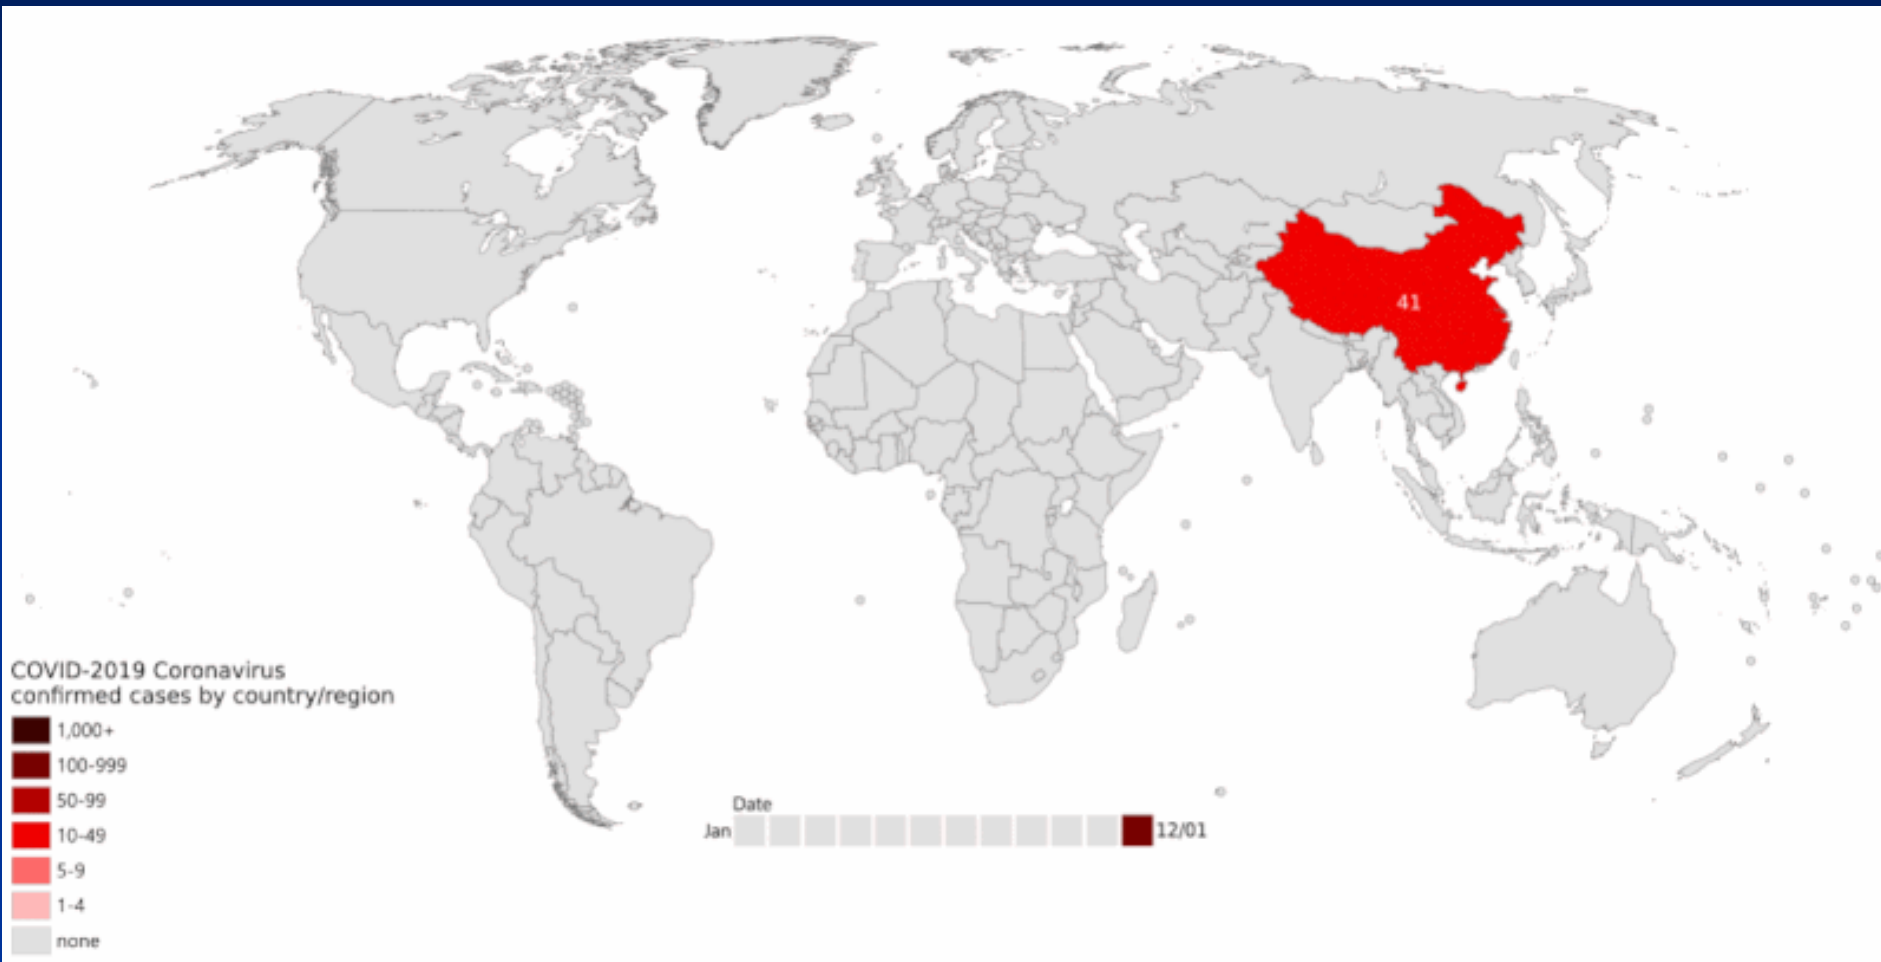 41
COVID-2019 Coronavirus
confirmed cases by country/region
1,000+
100-999
50-99
10-49
5-9
1-4
none
Date
Jan 12/01